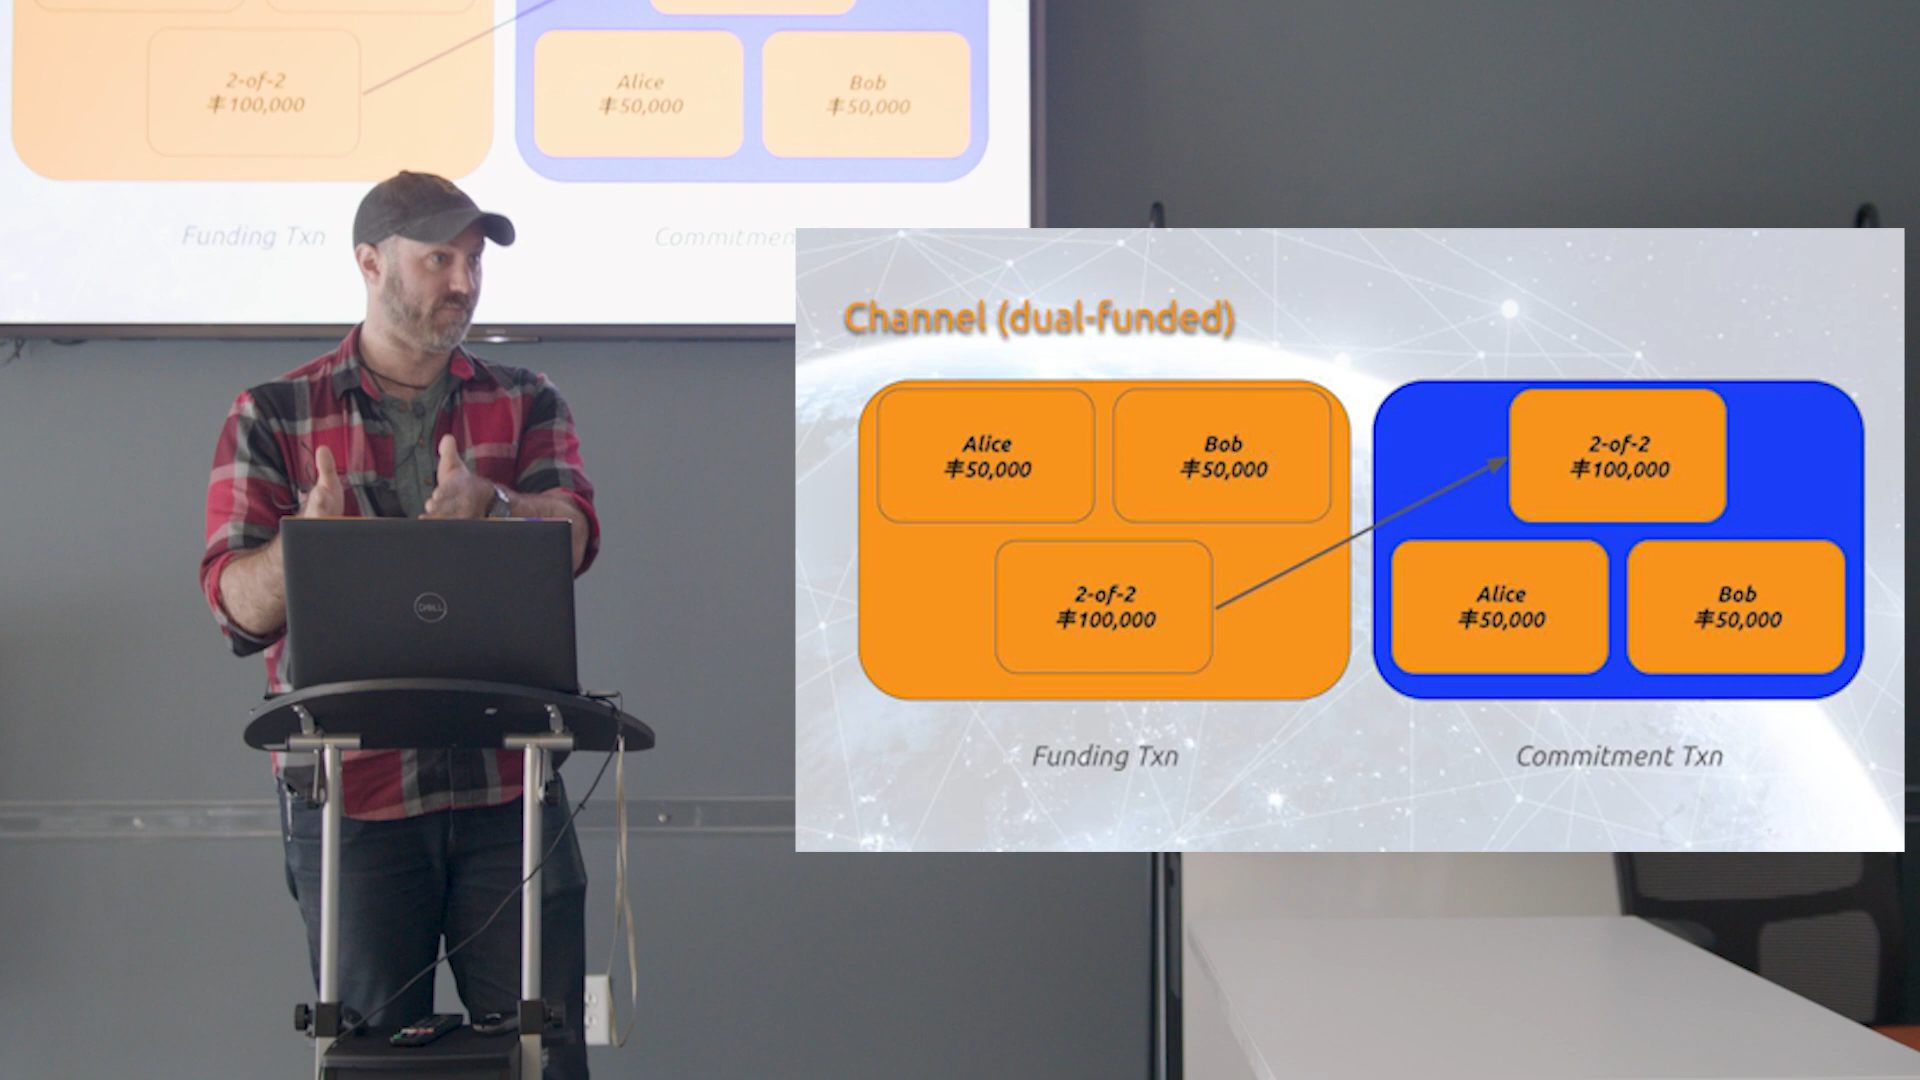 2-of-2
丰100,000
Alice
丰50,000
Bob
丰50,000
Funding Txn
Commitmen
DELL
Channel (dual-funded)
Alice
丰50,000
Bob
丰50,000
2-of-2
丰100,000
2-of-2
丰100,000
Alice
丰50,000
Bob
丰50,000
Funding Txn
Commitment Txn